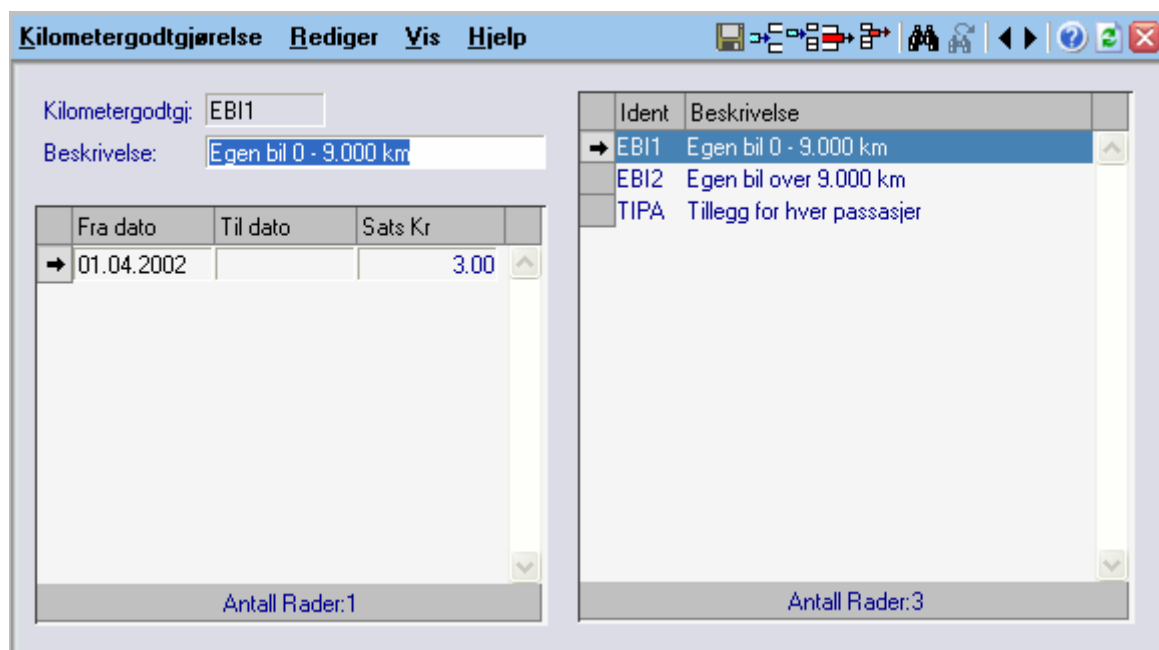 Kilometergodtgjørelse Rediger Vis Hjelp
Kilometergodtgj: EBI1
Beskrivelse: Egen bil 0 - 9.000 km
Fra dato Til dato Sats Kr
01.04.2002 3.00
Antall Rader:1
Ident Beskrivelse
EBI1 Egen bil 0 - 9.000 km
EBI2 Egen bil over 9.000 km
TIPA Tillegg for hver passasjer
Antall Rader:3